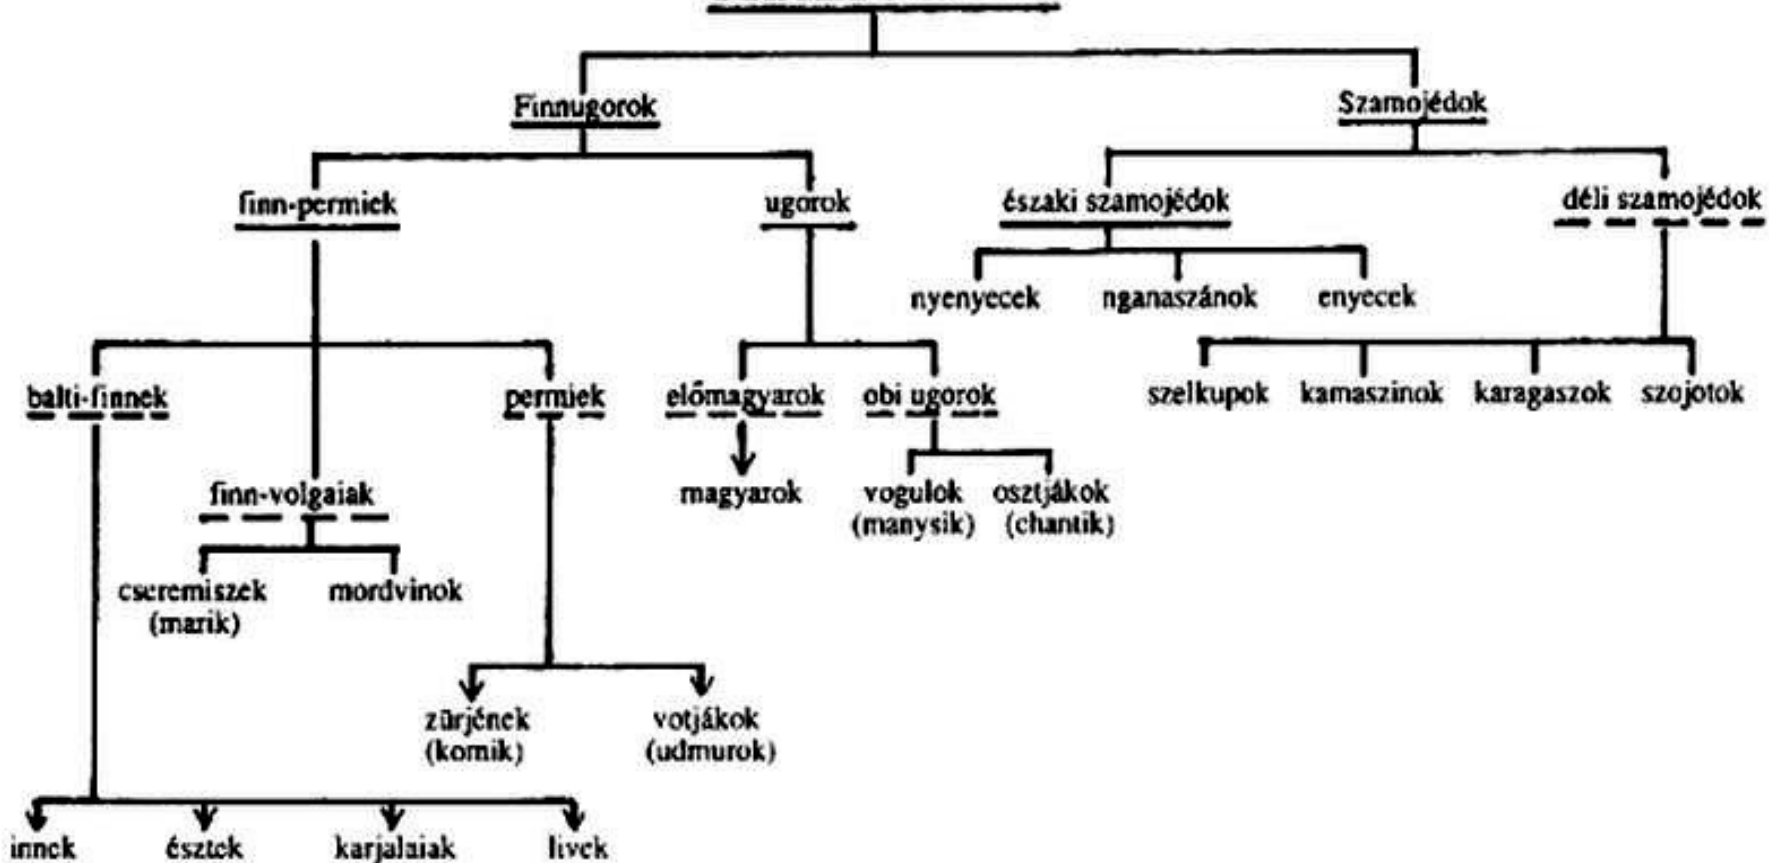 Finnugorok
Szamojédok
finn-permiek
ugorok
északi szamojédok
déli szamojédok
nyenyecek
nganaszánok
enyecek
balti-finnek
permiek
előmagyarok
obi ugorok
szelkupok
kamaszinok
karagaszok
szojotok
finn-volgaiak
magyarok
vogulok
(manysik)
osztjákok
(chantik)
cseremiszek
(marik)
mordvinok
zürjének
(komik)
votjákok
(udmurok)
innek
észtek
karjalaiak
livek